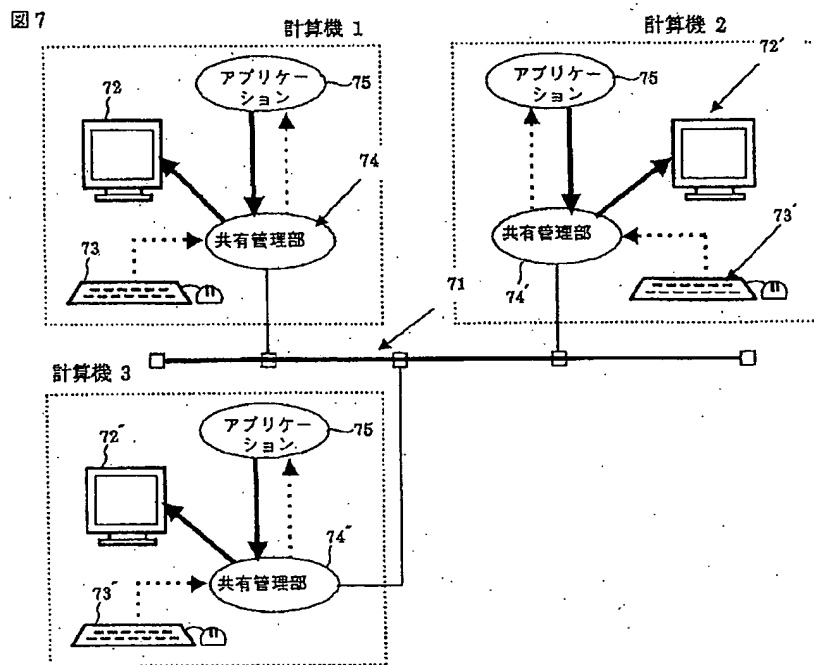 図7
計算機 1
72
アプリケー
ション
75
74
共有管理部
73
計算機 2
72′
アプリケー
ション
75
共有管理部
73′
74′
71
計算機 3
72″
アプリケー
ション
75
74″
共有管理部
73″